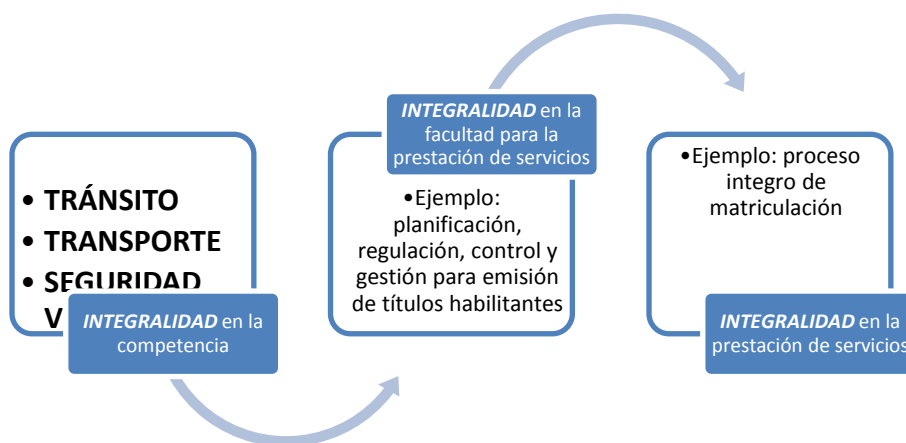 • TRÁNSITO
• TRANSPORTE
• SEGURIDAD
V
INTEGRALIDAD en la
competencia
INTEGRALIDAD en la
facultad para la
prestación de servicios
•Ejemplo:
planificación,
regulación, control y
gestión para emisión
de títulos habilitantes
•Ejemplo: proceso
integro de
matriculación
INTEGRALIDAD en la
prestación de servicios